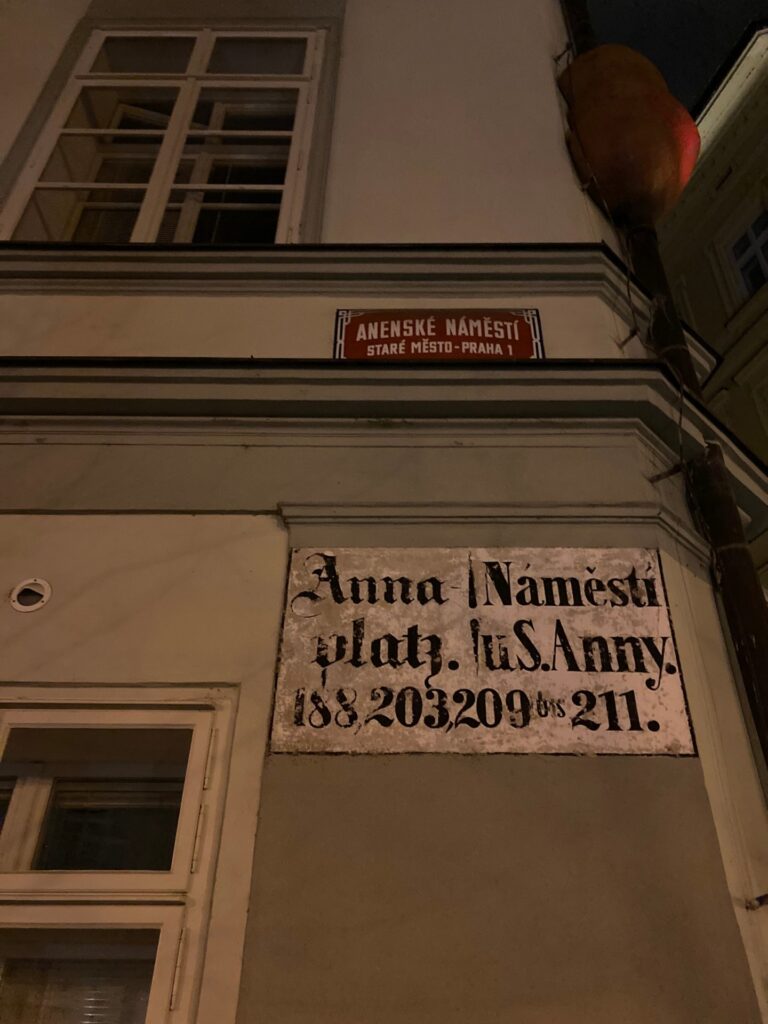 ANENSKÉ NÁMĚSTÍ
STARÉ MĚSTO - PRAHA 1
Anna- Náměstí
platz. u S. Anny.
188, 203, 209 bis 211.